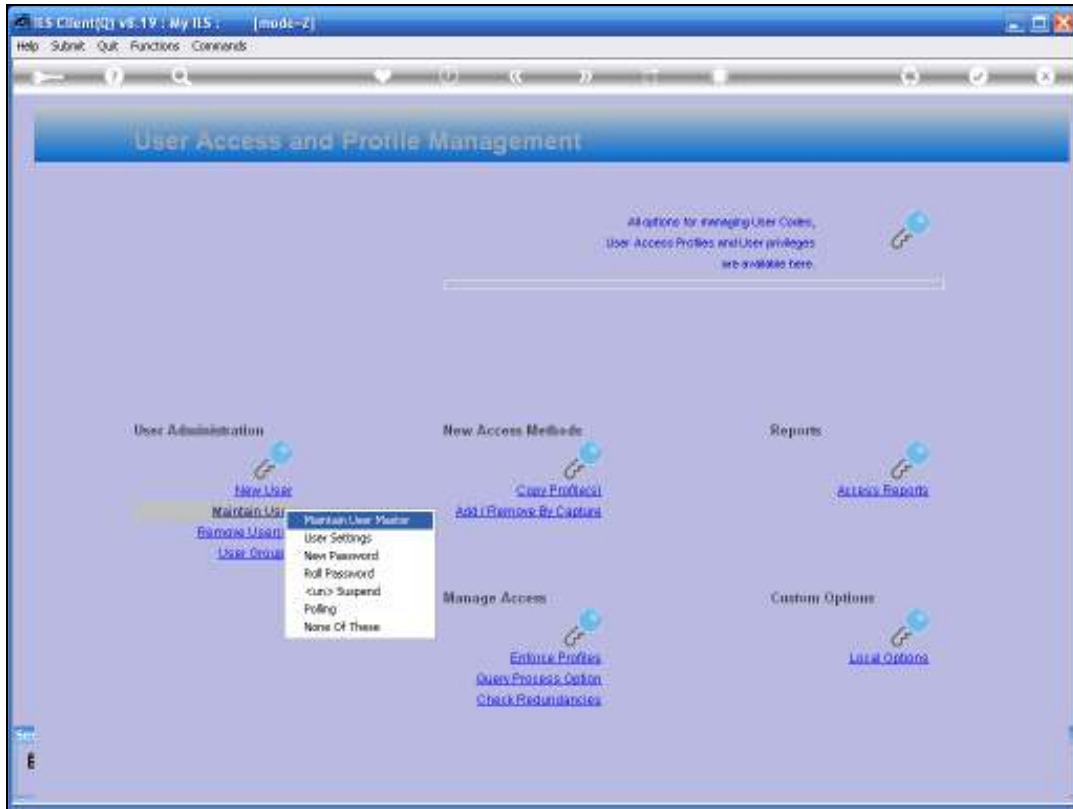 IES Client(Q) v8.19 : My IES : [mode=2]
Help Submit Quit Functions Commands
User Access and Profile Management
All options for managing User Codes,
User Access Profiles and User privileges
are available here.
User Administration
New User
Maintain
Remove
User
Maintain User Master
User Settings
New Password
Roll Password
<un> Suspend
Polling
None Of These
New Access Methods
Copy Profile(s)
Add / Remove By Capture
Reports
Access Reports
Manage Access
Enforce Profiles
Query Process Option
Check Redundancies
Custom Options
Local Options